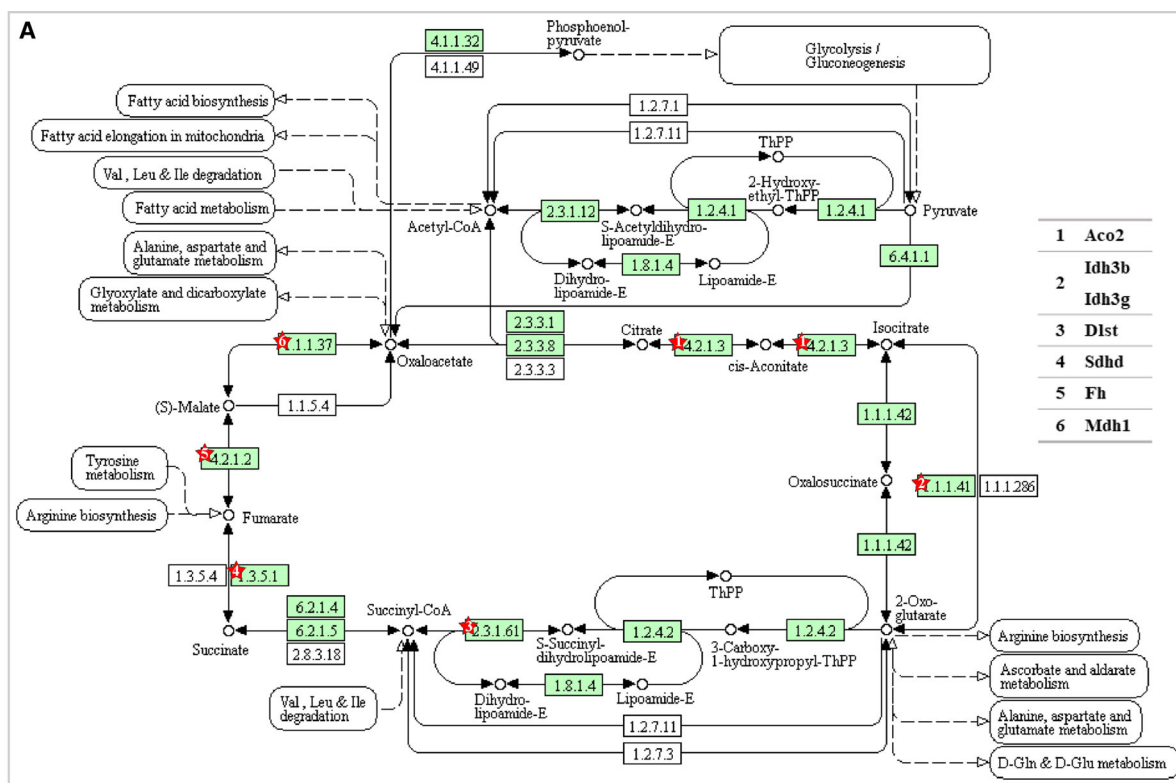 A
4.1.1.32
4.1.1.49
Phosphoenol-
pyruvate
Glycolysis /
Gluconeogenesis
Fatty acid biosynthesis
Fatty acid elongation in mitochondria
Val , Leu & Ile degradation
Fatty acid metabolism
Alanine, aspartate and
glutamate metabolism
Glyoxylate and dicarboxylate
metabolism
1.2.7.1
1.2.7.11
ThPP
2-Hydroxy-
ethyl-ThPP
Acetyl-CoA
2.3.1.12
S-Acetyldihydro-
lipoamide-E
1.2.4.1
1.2.4.1
Pyruvate
Dihydro-
lipoamide-E
1.8.1.4
Lipoamide-E
6.4.1.1
1 Aco2
2 Idh3b
Idh3g
3 Dlst
4 Sdhd
5 Fh
6 Mdh1
6
1.1.1.37
Oxaloacetate
2.3.3.1
2.3.3.8
2.3.3.3
Citrate
1
4.2.1.3
cis-Aconitate
1
4.2.1.3
Isocitrate
(S)-Malate
1.1.5.4
1.1.1.42
5
4.2.1.2
Tyrosine
metabolism
Arginine biosynthesis
Fumarate
Oxalosuccinate
2
1.1.1.41
1.1.1.286
1.1.1.42
1.3.5.4
4
1.3.5.1
Succinate
6.2.1.4
6.2.1.5
2.8.3.18
Succinyl-CoA
3
2.3.1.61
S-Succinyl-
dihydrolipoamide-E
1.2.4.2
ThPP
3-Carboxy-
1-hydroxypropyl-ThPP
1.2.4.2
2-Oxo-
glutarate
Dihydro-
lipoamide-E
1.8.1.4
Lipoamide-E
Val , Leu & Ile
degradation
1.2.7.11
1.2.7.3
Arginine biosynthesis
Ascorbate and aldarate
metabolism
Alanine, aspartate and
glutamate metabolism
D-Gln & D-Glu metabolism